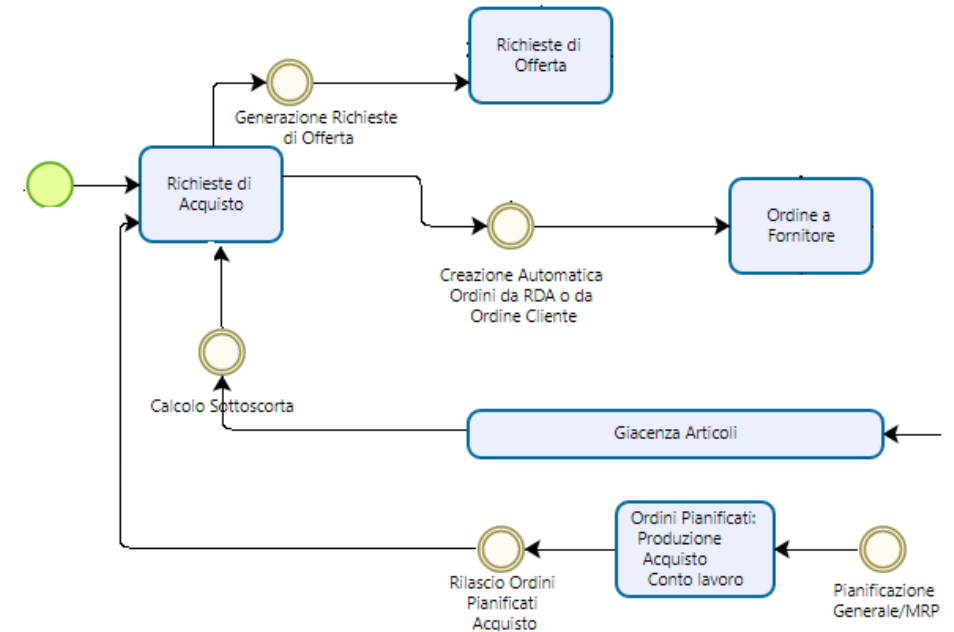 Richieste di
Offerta
Generazione Richieste
di Offerta
Richieste di
Acquisto
Ordine a
Fornitore
Creazione Automatica
Ordini da RDA o da
Ordine Cliente
Calcolo Sottoscorta
Giacenza Articoli
Ordini Pianificati:
Produzione
Acquisto
Conto lavoro
Rilascio Ordini
Pianificati
Acquisto
Pianificazione
Generale/MRP